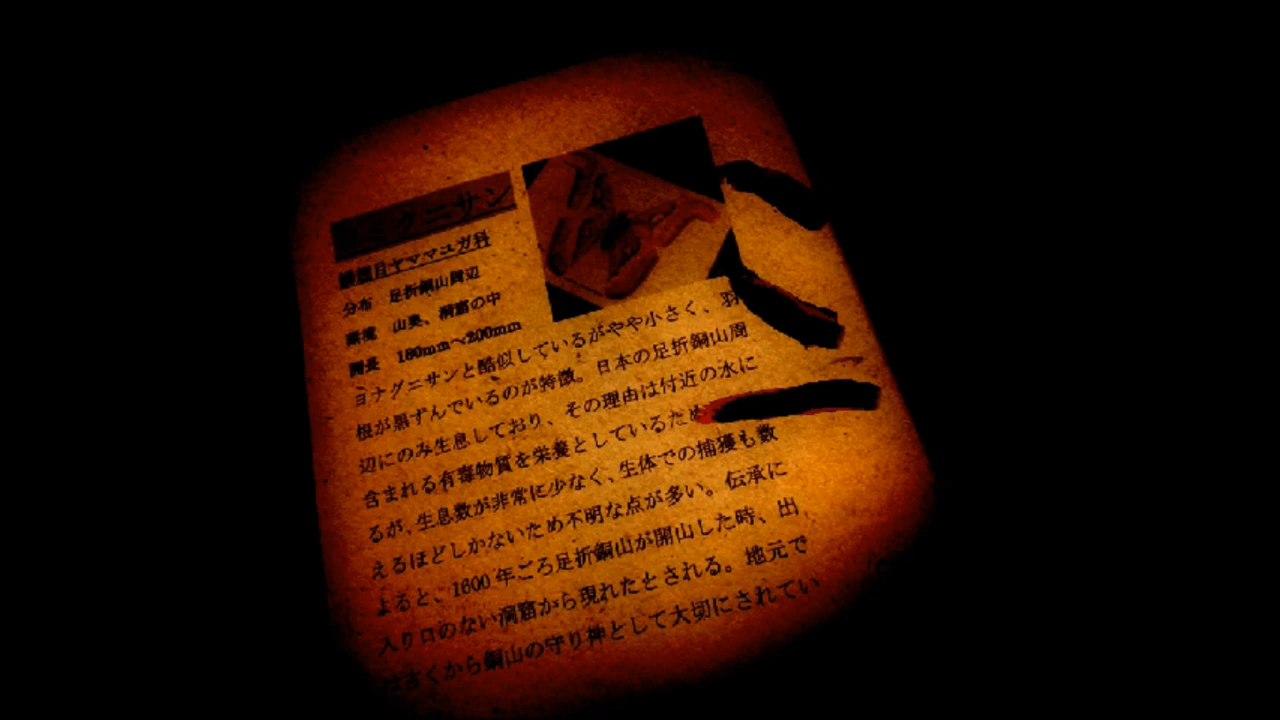 ミグニサン
鱗翅目ヤママユガ科
分布 足折銅山周辺
環境 山奥、洞窟の中
開長 180mm～200mm
ヨナグニサンと酷似しているがやや小さく、羽
根が黒ずんでいるのが特徴。日本の足折銅山周
辺にのみ生息しており、その理由は付近の水に
含まれる有毒物質を栄養としているため
るが、生息数が非常に少なく、生体での捕獲も数
えるほどしかないため不明な点が多い。伝承に
よると、1600年ごろ足折銅山が開山した時、出
入り口のない洞窟から現れたとされる。地元で
は古くから銅山の守り神として大切にされてい